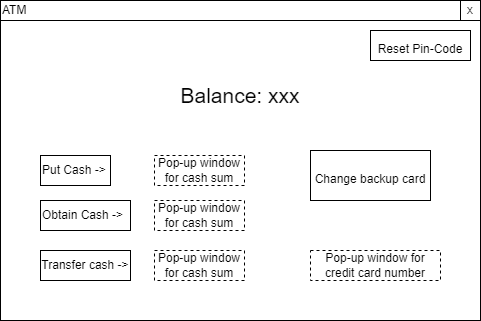 ATM
X
Reset Pin-Code
Balance: xxx
Put Cash ->
Pop-up window
for cash sum
Change backup card
Obtain Cash ->
Pop-up window
for cash sum
Transfer cash ->
Pop-up window
for cash sum
Pop-up window for
credit card number